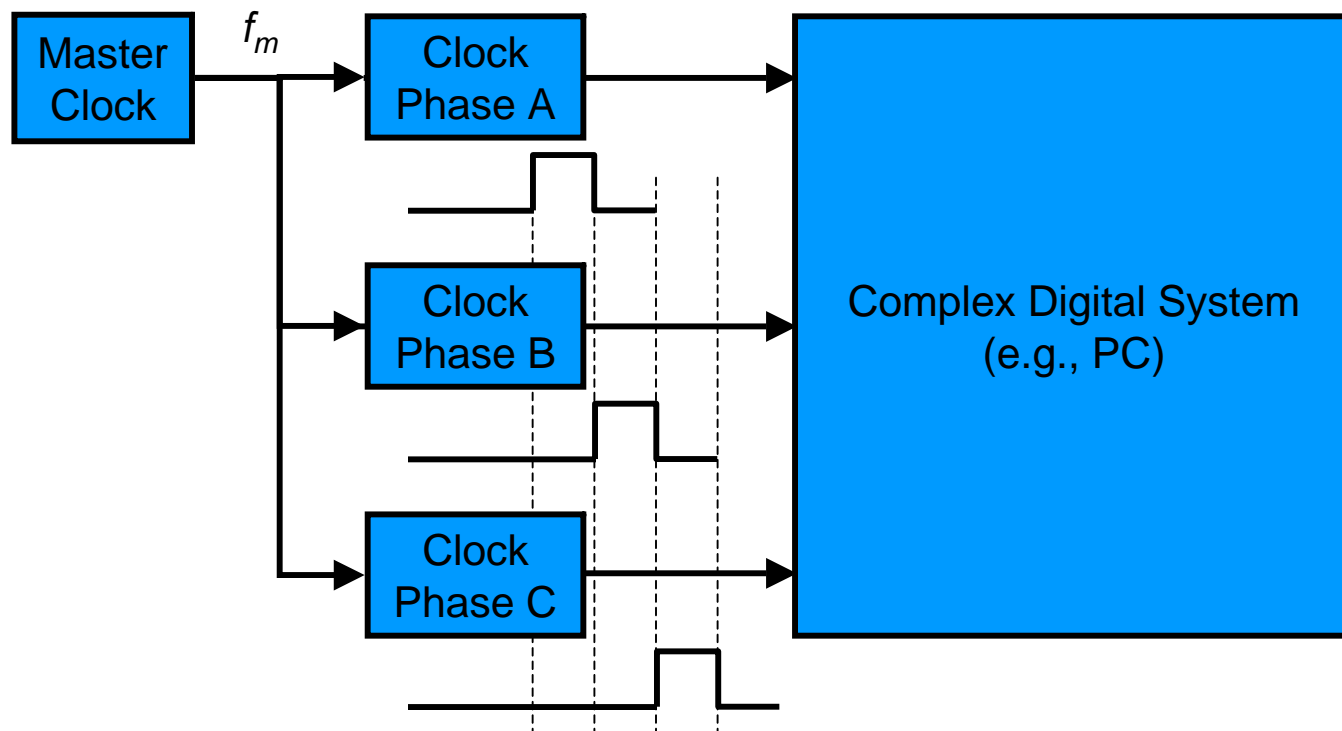 f_m
Master
Clock
Clock
Phase A
Clock
Phase B
Complex Digital System
(e.g., PC)
Clock
Phase C